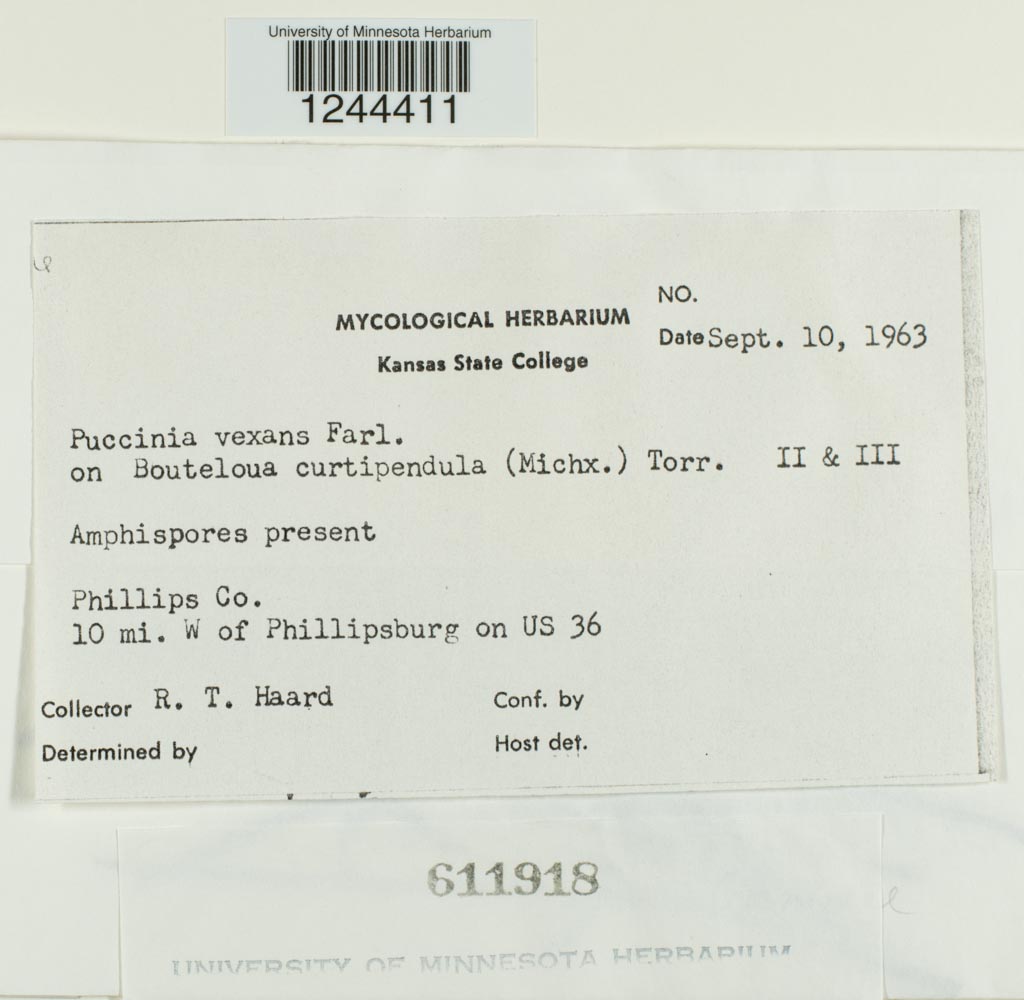 University of Minnesota Herbarium
1244411
MYCOLOGICAL HERBARIUM
Kansas State College
NO.
Date Sept. 10, 1963
Puccinia vexans Farl.
on Bouteloua curtipendula (Michx.) Torr. II & III
Amphispores present
Phillips Co.
10 mi. W of Phillipsburg on US 36
Collector R. T. Haard
Conf. by
Determined by
Host det.
611918
UNIVERSITY OF MINNESOTA HERBARIUM